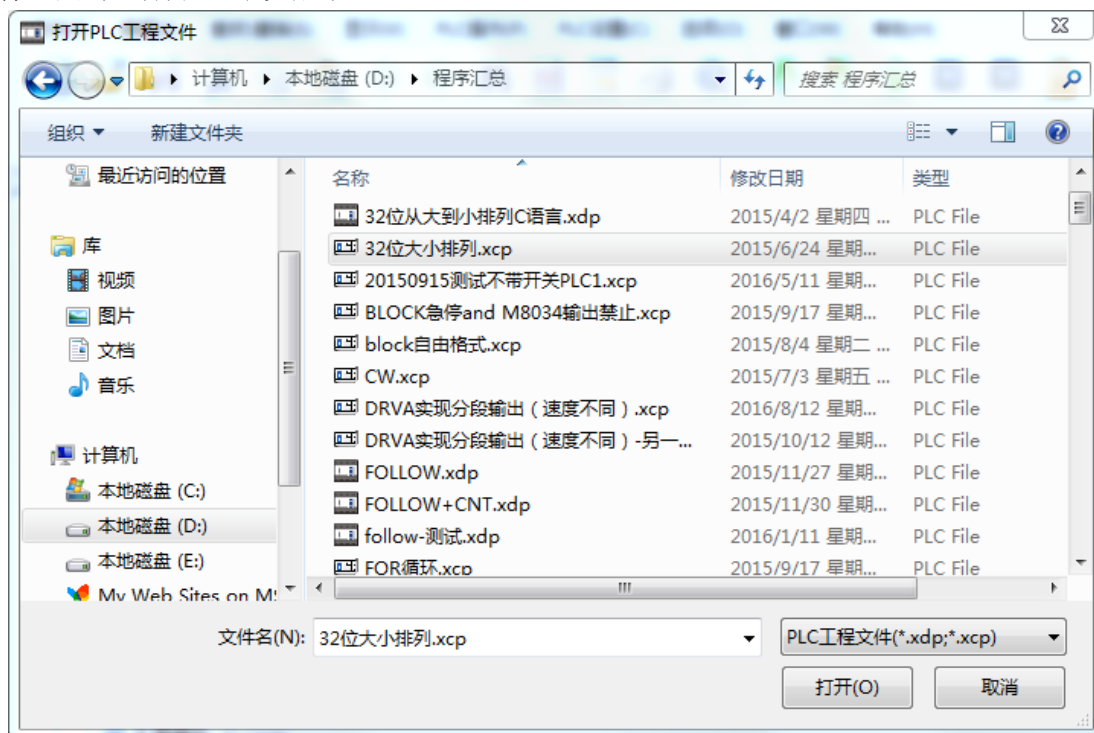 打开PLC工程文件
计算机 本地磁盘 (D:) 程序汇总 搜索 程序汇总
组织 新建文件夹
最近访问的位置
库
视频
图片
文档
音乐
计算机
本地磁盘 (C:)
本地磁盘 (D:)
本地磁盘 (E:)
My Web Sites on M
名称 修改日期 类型
32位从大到小排列C语言.xdp 2015/4/2 星期四 ... PLC File
32位大小排列.xcp 2015/6/24 星期... PLC File
20150915测试不带开关PLC1.xcp 2016/5/11 星期... PLC File
BLOCK急停and M8034输出禁止.xcp 2015/9/17 星期... PLC File
block自由格式.xcp 2015/8/4 星期二 ... PLC File
CW.xcp 2015/7/3 星期五 ... PLC File
DRVA实现分段输出（速度不同）.xcp 2016/8/12 星期... PLC File
DRVA实现分段输出（速度不同）-另一... 2015/10/12 星期... PLC File
FOLLOW.xdp 2015/11/27 星期... PLC File
FOLLOW+CNT.xdp 2015/11/30 星期... PLC File
follow-测试.xdp 2016/1/11 星期... PLC File
FOR循环.xcp 2015/9/17 星期... PLC File
文件名(N): 32位大小排列.xcp PLC工程文件(*.xdp;*.xcp)
打开(O) 取消